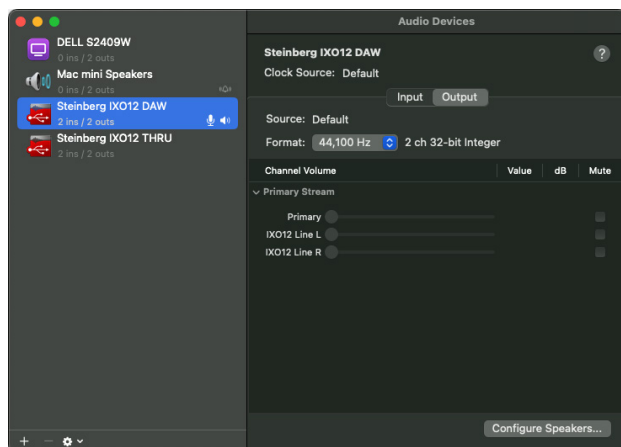 Audio Devices
DELL S2409W
0 ins / 2 outs
Mac mini Speakers
0 ins / 2 outs
Steinberg IXO12 DAW
2 ins / 2 outs
Steinberg IXO12 THRU
2 ins / 2 outs
Steinberg IXO12 DAW
?
Clock Source: Default
Input Output
Source: Default
Format: 44,100 Hz 2 ch 32-bit Integer
Channel Volume Value dB Mute
Primary Stream
Primary
IXO12 Line L
IXO12 Line R
Configure Speakers...